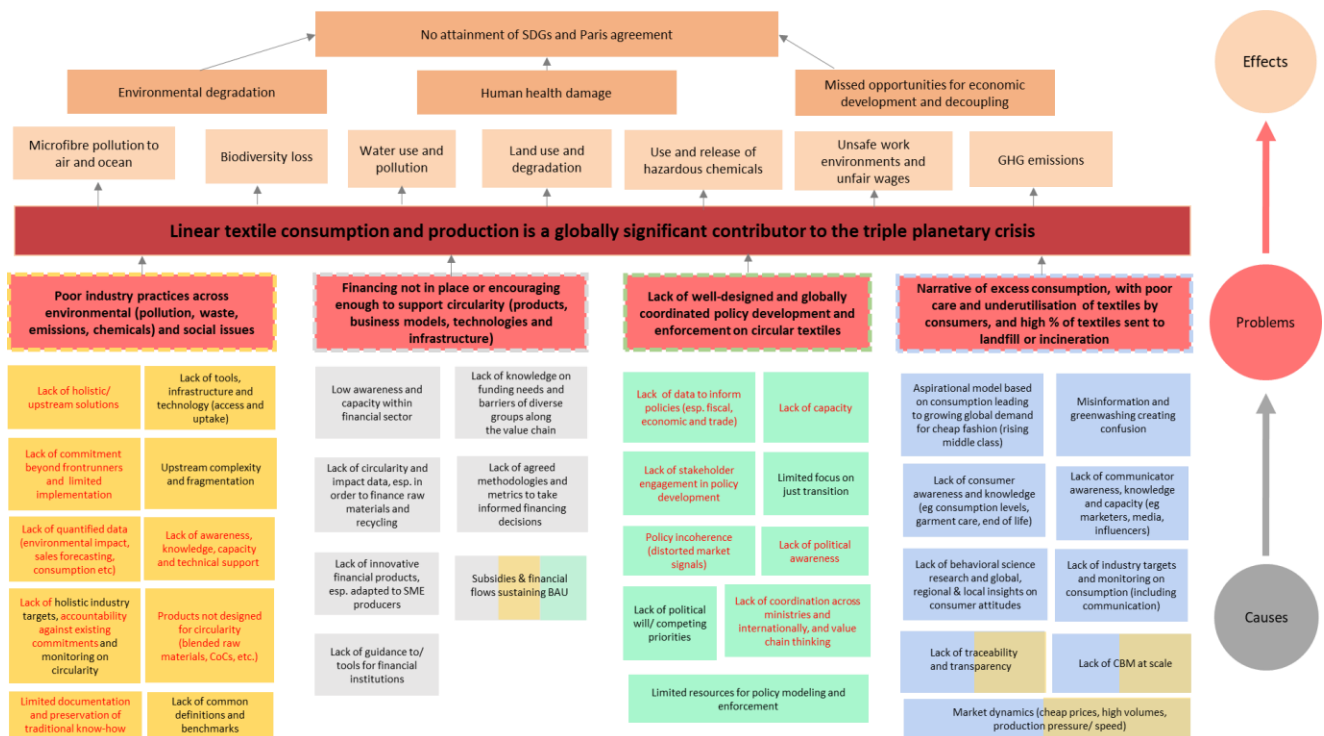 No attainment of SDGs and Paris agreement
Effects
Environmental degradation
Human health damage
Missed opportunities for economic
development and decoupling
Microfibre pollution to
air and ocean
Biodiversity loss
Water use and
pollution
Land use and
degradation
Use and release of
hazardous chemicals
Unsafe work
environments and
unfair wages
GHG emissions
Linear textile consumption and production is a globally significant contributor to the triple planetary crisis
Problems
Poor industry practices across
environmental (pollution, waste,
emissions, chemicals) and social issues
Financing not in place or encouraging
enough to support circularity (products,
business models, technologies and
infrastructure)
Lack of well-designed and globally
coordinated policy development and
enforcement on circular textiles
Narrative of excess consumption, with poor
care and underutilisation of textiles by
consumers, and high % of textiles sent to
landfill or incineration
Lack of holistic/
upstream solutions
Lack of tools,
infrastructure and
technology (access and
uptake)
Lack of commitment
beyond frontrunners
and limited
implementation
Upstream complexity
and fragmentation
Lack of quantified data
(environmental impact,
sales forecasting,
consumption etc)
Lack of awareness,
knowledge, capacity
and technical support
Lack of holistic industry
targets, accountability
against existing
commitments and
monitoring on
circularity
Products not designed
for circularity
(blended raw
materials, CoCs, etc.)
Limited documentation
and preservation of
traditional know-how
Lack of common
definitions and
benchmarks
Low awareness and
capacity within
financial sector
Lack of knowledge on
funding needs and
barriers of diverse
groups along
the value chain
Lack of circularity and
impact data, esp. in
order to finance raw
materials and
recycling
Lack of agreed
methodologies and
metrics to take
informed financing
decisions
Lack of innovative
financial products,
esp. adapted to SME
producers
Subsidies & financial
flows sustaining BAU
Lack of guidance to/
tools for financial
institutions
Lack of data to inform
policies (esp. fiscal,
economic and trade)
Lack of capacity
Lack of stakeholder
engagement in policy
development
Limited focus on
just transition
Policy incoherence
(distorted market
signals)
Lack of political
awareness
Lack of political
will/ competing
priorities
Lack of coordination across
ministries and
internationally, and value
chain thinking
Limited resources for policy modeling and
enforcement
Aspirational model based
on consumption leading
to growing global demand
for cheap fashion (rising
middle class)
Misinformation and
greenwashing creating
confusion
Lack of consumer
awareness and knowledge
(eg consumption levels,
garment care, end of life)
Lack of communicator
awareness, knowledge
and capacity (eg
marketers, media,
influencers)
Lack of behavioral science
research and global,
regional & local insights on
consumer attitudes
Lack of industry targets
and monitoring on
consumption (including
communication)
Lack of traceability
and transparency
Lack of CBM at scale
Market dynamics (cheap prices, high volumes,
production pressure/ speed)
Causes